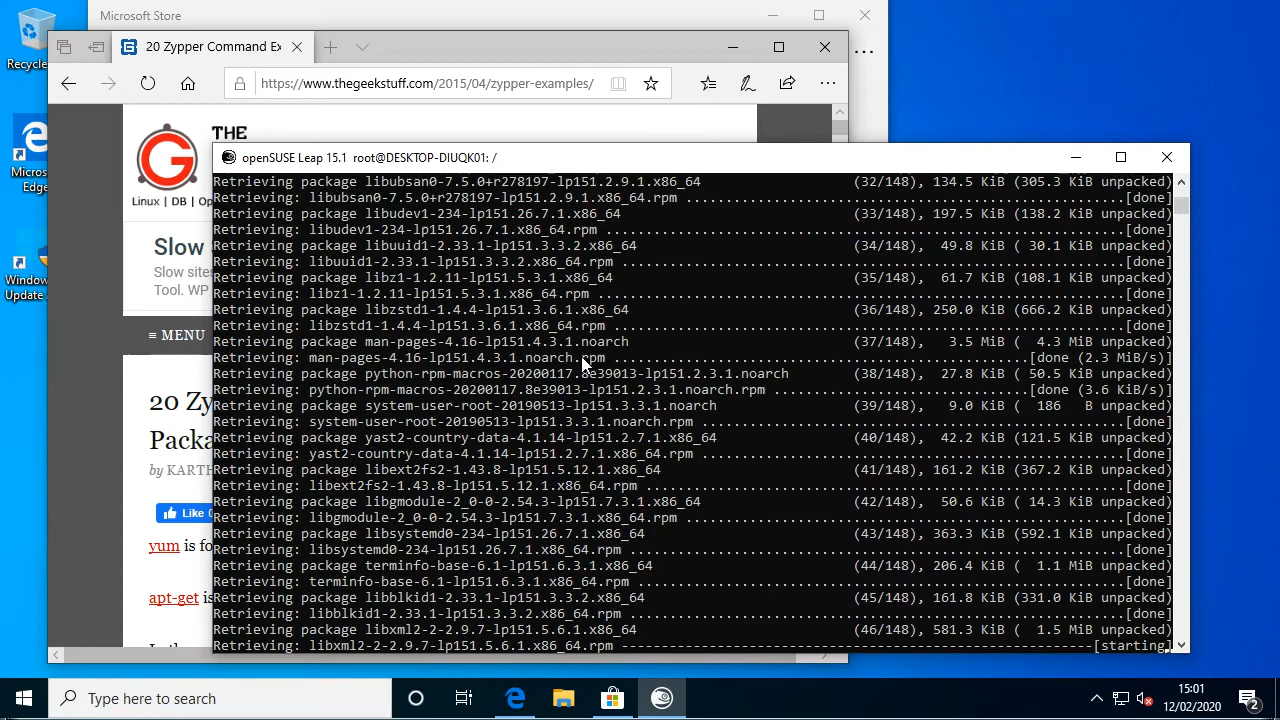 Microsoft Store
Recycle
20 Zypper Command Ex
https://www.thegeekstuff.com/2015/04/zypper-examples/
THE
Linux | DB | Op
Micros
Edge
Slow
Slow sites
Tool. WP
Window
Update
≡ MENU
20 Zy
Packa
by KARTH
Like
yum is fo
apt-get is
openSUSE Leap 15.1 root@DESKTOP-DIUQK01: /
Retrieving package libubsan0-7.5.0+r278197-lp151.2.9.1.x86_64 (32/148), 134.5 KiB (305.3 KiB unpacked)
Retrieving: libubsan0-7.5.0+r278197-lp151.2.9.1.x86_64.rpm .......................................................[done]
Retrieving package libudev1-234-lp151.26.7.1.x86_64 (33/148), 197.5 KiB (138.2 KiB unpacked)
Retrieving: libudev1-234-lp151.26.7.1.x86_64.rpm .................................................................[done]
Retrieving package libuuid1-2.33.1-lp151.3.3.2.x86_64 (34/148), 49.8 KiB ( 30.1 KiB unpacked)
Retrieving: libuuid1-2.33.1-lp151.3.3.2.x86_64.rpm ...............................................................[done]
Retrieving package libz1-1.2.11-lp151.5.3.1.x86_64 (35/148), 61.7 KiB (108.1 KiB unpacked)
Retrieving: libz1-1.2.11-lp151.5.3.1.x86_64.rpm ..................................................................[done]
Retrieving package libzstd1-1.4.4-lp151.3.6.1.x86_64 (36/148), 250.0 KiB (666.2 KiB unpacked)
Retrieving: libzstd1-1.4.4-lp151.3.6.1.x86_64.rpm ................................................................[done]
Retrieving package man-pages-4.16-lp151.4.3.1.noarch (37/148), 3.5 MiB ( 4.3 MiB unpacked)
Retrieving: man-pages-4.16-lp151.4.3.1.noarch.rpm ....................................................[done (2.3 MiB/s)]
Retrieving package python-rpm-macros-20200117.8e39013-lp151.2.3.1.noarch (38/148), 27.8 KiB ( 50.5 KiB unpacked)
Retrieving: python-rpm-macros-20200117.8e39013-lp151.2.3.1.noarch.rpm ................................[done (3.6 KiB/s)]
Retrieving package system-user-root-20190513-lp151.3.3.1.noarch (39/148), 9.0 KiB ( 186 B unpacked)
Retrieving: system-user-root-20190513-lp151.3.3.1.noarch.rpm .....................................................[done]
Retrieving package yast2-country-data-4.1.14-lp151.2.7.1.x86_64 (40/148), 42.2 KiB (121.5 KiB unpacked)
Retrieving: yast2-country-data-4.1.14-lp151.2.7.1.x86_64.rpm .....................................................[done]
Retrieving package libext2fs2-1.43.8-lp151.5.12.1.x86_64 (41/148), 161.2 KiB (367.2 KiB unpacked)
Retrieving: libext2fs2-1.43.8-lp151.5.12.1.x86_64.rpm ............................................................[done]
Retrieving package libgmodule-2_0-0-2.54.3-lp151.7.3.1.x86_64 (42/148), 50.6 KiB ( 14.3 KiB unpacked)
Retrieving: libgmodule-2_0-0-2.54.3-lp151.7.3.1.x86_64.rpm .......................................................[done]
Retrieving package libsystemd0-234-lp151.26.7.1.x86_64 (43/148), 363.3 KiB (592.1 KiB unpacked)
Retrieving: libsystemd0-234-lp151.26.7.1.x86_64.rpm ..............................................................[done]
Retrieving package terminfo-base-6.1-lp151.6.3.1.x86_64 (44/148), 206.4 KiB ( 1.1 MiB unpacked)
Retrieving: terminfo-base-6.1-lp151.6.3.1.x86_64.rpm .............................................................[done]
Retrieving package libblkid1-2.33.1-lp151.3.3.2.x86_64 (45/148), 161.8 KiB (331.0 KiB unpacked)
Retrieving: libblkid1-2.33.1-lp151.3.3.2.x86_64.rpm ..............................................................[done]
Retrieving package libxml2-2-2.9.7-lp151.5.6.1.x86_64 (46/148), 581.3 KiB ( 1.5 MiB unpacked)
Retrieving: libxml2-2-2.9.7-lp151.5.6.1.x86_64.rpm -----------------------------------------------------------[starting]
Type here to search
15:01
12/02/2020
2